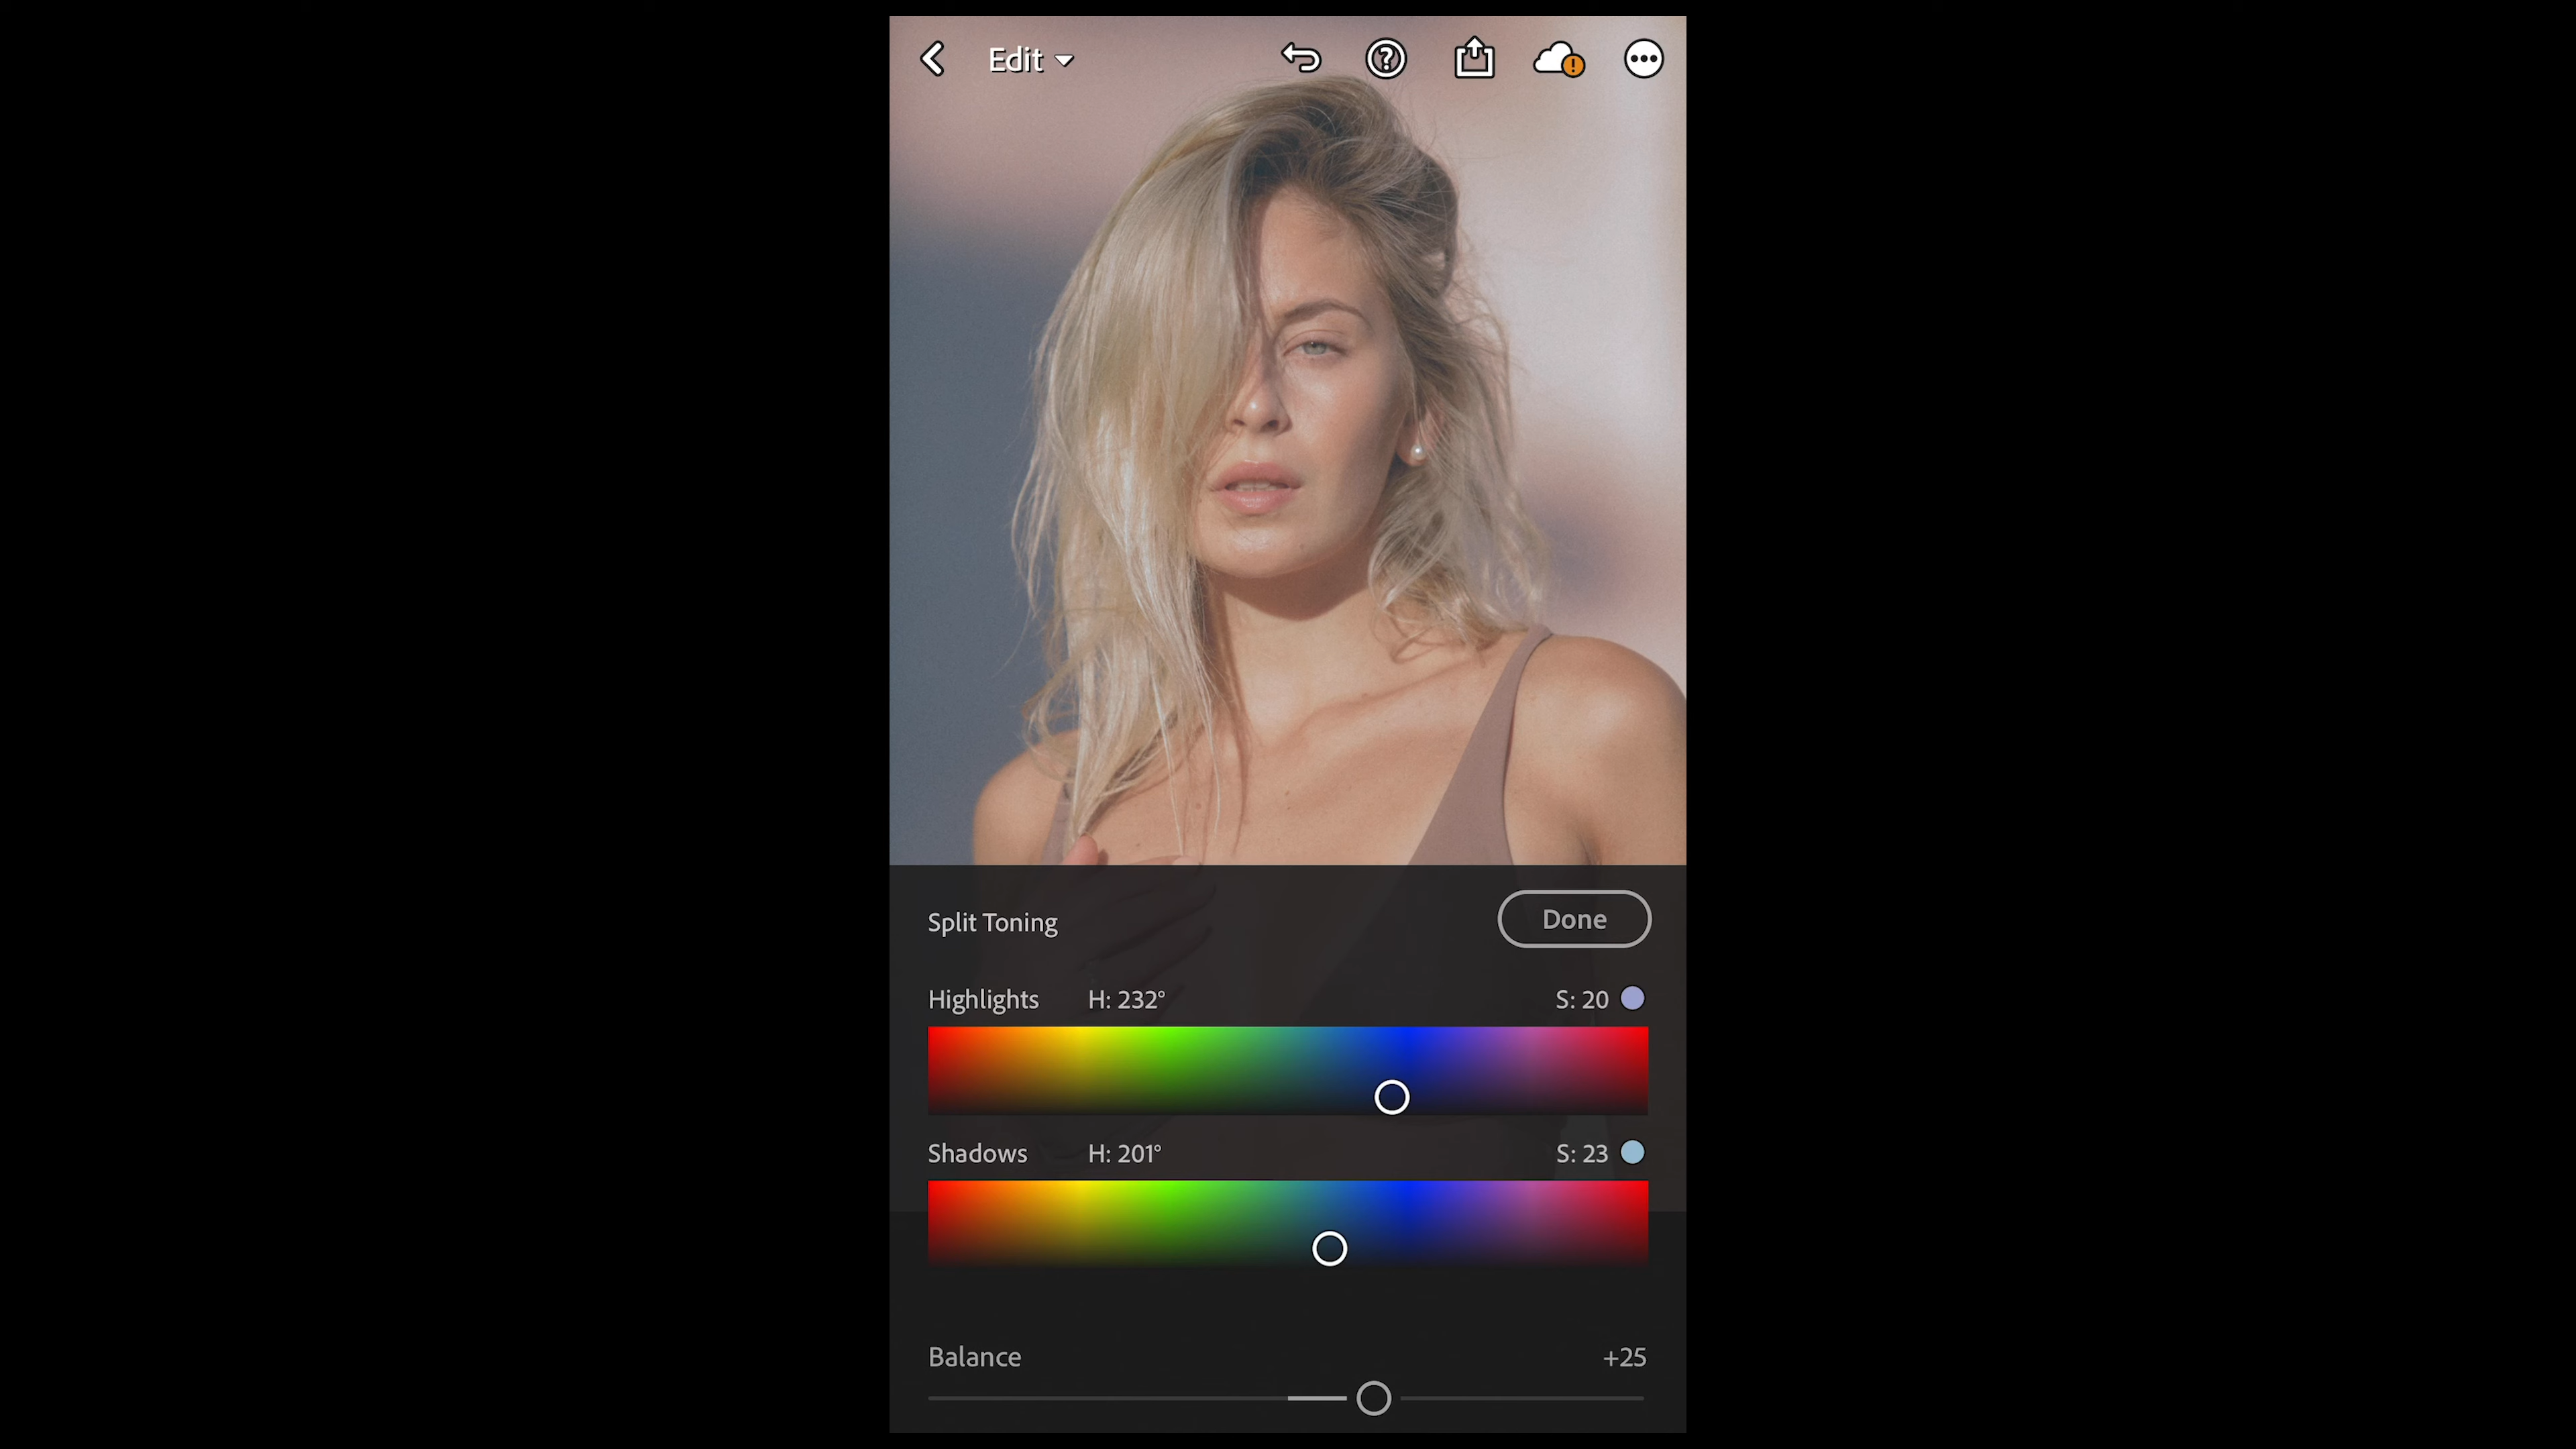 Edit
Split Toning
Done
Highlights H: 232° S: 20
Shadows H: 201° S: 23
Balance +25